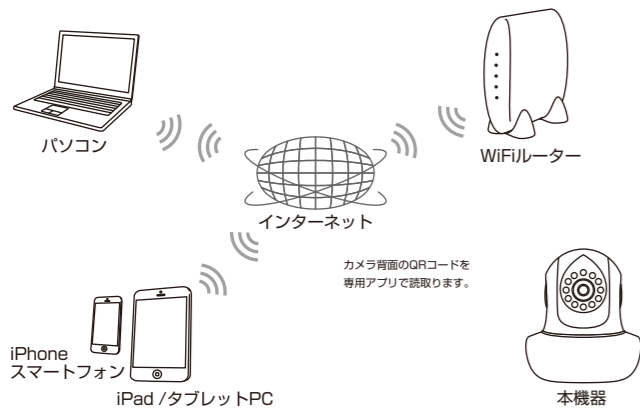 パソコン
WiFiルーター
インターネット
カメラ背面のQRコードを
専用アプリで読取ります。
iPhone
スマートフォン
iPad /タブレットPC
本機器